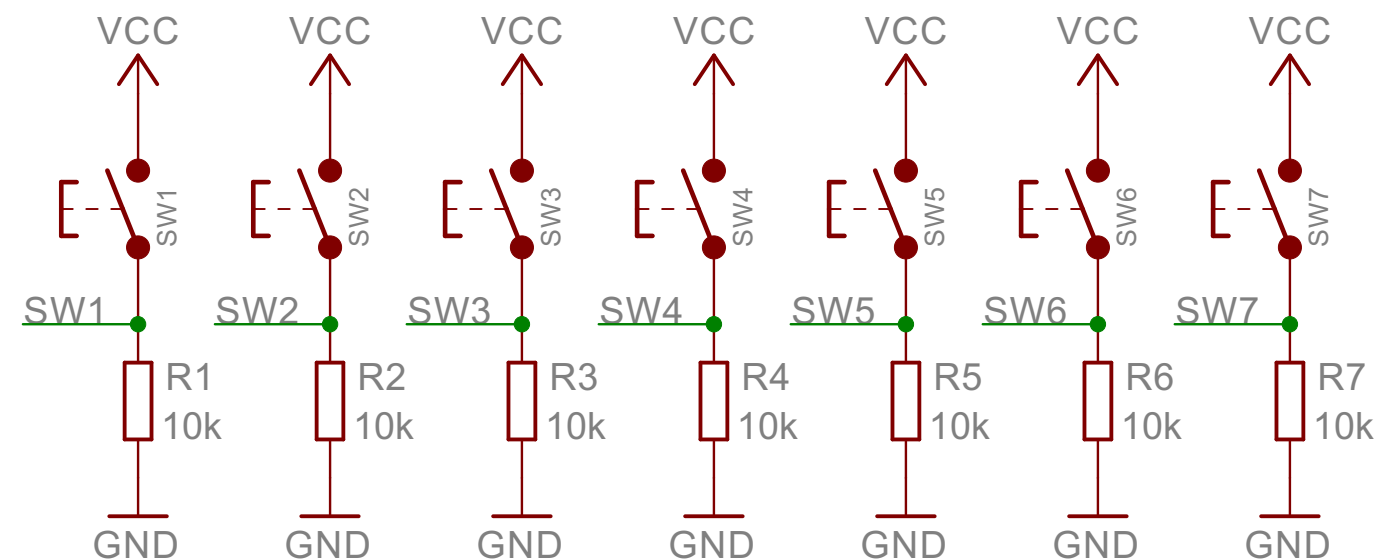 VCC VCC VCC VCC VCC VCC VCC
SW1 SW2 SW3 SW4 SW5 SW6 SW7
SW1 SW2 SW3 SW4 SW5 SW6 SW7
R1 R2 R3 R4 R5 R6 R7
10k 10k 10k 10k 10k 10k 10k
GND GND GND GND GND GND GND